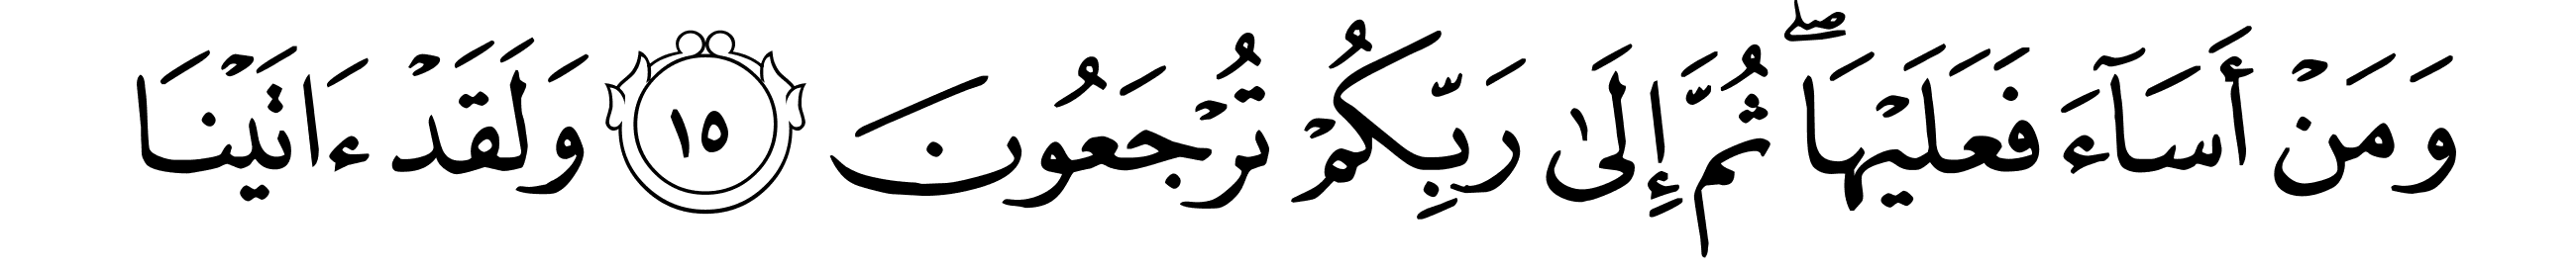 وَمَنْ أَسَآءَ فَعَلَيْهَاۖ ثُمَّ إِلَىٰ رَبِّكُمْ تُرْجَعُونَ ١٥ وَلَقَدْ ءَاتَيْنَا